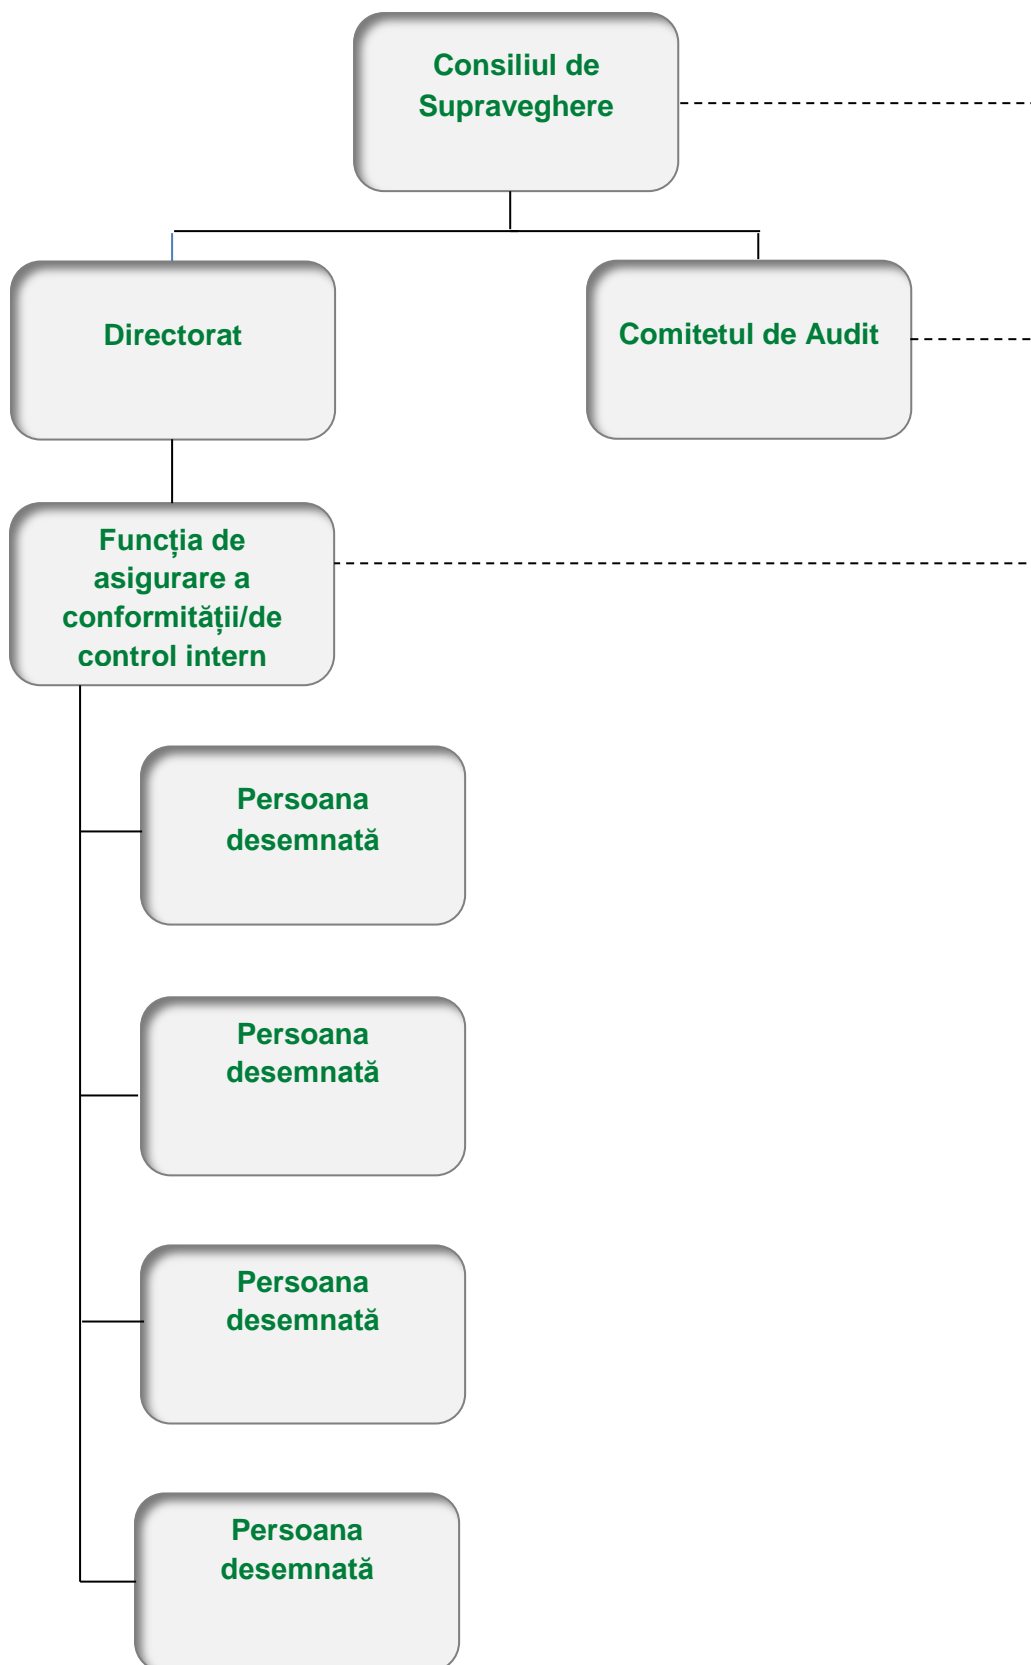 Consiliul de
Supraveghere
Directorat
Comitetul de Audit
Funcția de
asigurare a
conformității/de
control intern
Persoana
desemnată
Persoana
desemnată
Persoana
desemnată
Persoana
desemnată